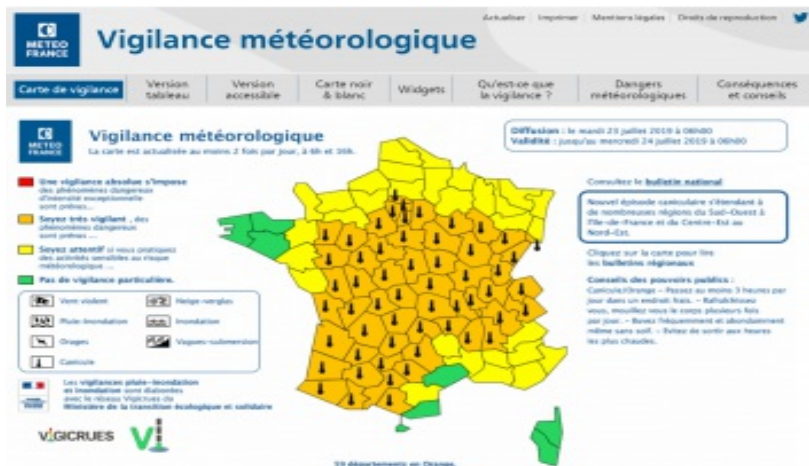 Actualiser Imprimer Mentions légales Droits de reproduction
METEO
FRANCE
Vigilance météorologique
Carte de vigilance
Version
tableau
Version
accessible
Carte noir
& blanc
Widgets
Qu'est-ce que
la vigilance ?
Dangers
météorologiques
Conséquences
et conseils
METEO
FRANCE
Vigilance météorologique
La carte est actualisée au moins 2 fois par jour, à 6h et 16h.
Diffusion : le mardi 23 juillet 2019 à 06h00
Validité : jusqu'au mercredi 24 juillet 2019 à 06h00
Une vigilance absolue s'impose
des phénomènes dangereux
d'intensité exceptionnelle
sont prévus...
Soyez très vigilant, des
phénomènes dangereux
sont prévus ...
Soyez attentif si vous pratiquez
des activités sensibles au risque
météorologique ...
Pas de vigilance particulière.
Vent violent
Neige-verglas
Pluie-Inondation
Inondation
Orages
Vagues-submersion
Canicule
Les vigilances pluie-inondation
et inondation sont élaborées
avec le réseau Vigicrues du
Ministère de la transition écologique et solidaire
VIGICRUES
Consultez le bulletin national
Nouvel épisode caniculaire s'étendant à
de nombreuses régions du Sud-Ouest à
l'Ile-de-France et du Centre-Est au
Nord-Est.
Cliquez sur la carte pour lire
les bulletins régionaux
Conseils des pouvoirs publics :
Canicule/Orange - Passez au moins 3 heures par
jour dans un endroit frais. - Rafraîchissez
vous, mouillez vous le corps plusieurs fois
par jour. - Buvez fréquemment et abondamment
même sans soif. - Evitez de sortir aux heures
les plus chaudes.
59 départements en Orange.